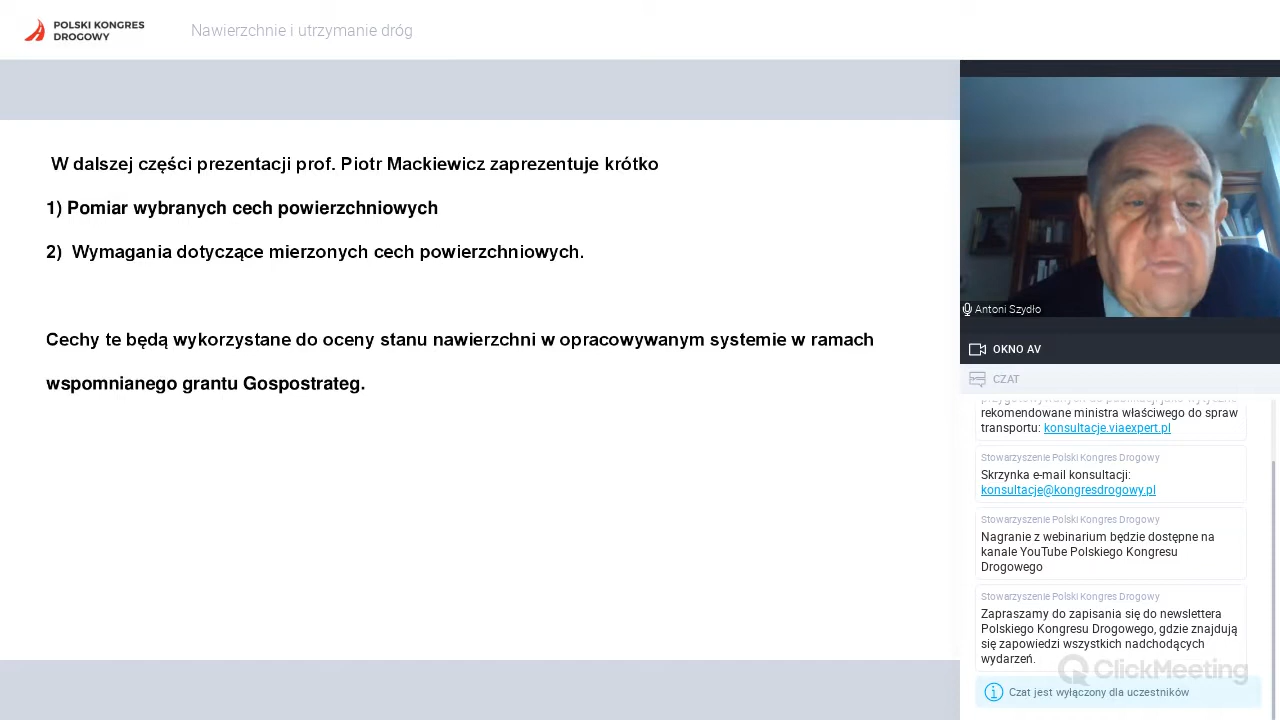 POLSKI KONGRES
DROGOWY
Nawierzchnie i utrzymanie dróg
W dalszej części prezentacji prof. Piotr Mackiewicz zaprezentuje krótko
1) Pomiar wybranych cech powierzchniowych
2) Wymagania dotyczące mierzonych cech powierzchniowych.
Cechy te będą wykorzystane do oceny stanu nawierzchni w opracowywanym systemie w ramach
wspomnianego grantu Gospostrateg.
Antoni Szydło
OKNO AV
CZAT
rekomendowane ministra właściwego do spraw
transportu: konsultacje.viaexpert.pl
Stowarzyszenie Polski Kongres Drogowy
Skrzynka e-mail konsultacji:
konsultacje@kongresdrogowy.pl
Stowarzyszenie Polski Kongres Drogowy
Nagranie z webinarium będzie dostępne na
kanale YouTube Polskiego Kongresu
Drogowego
Stowarzyszenie Polski Kongres Drogowy
Zapraszamy do zapisania się do newslettera
Polskiego Kongresu Drogowego, gdzie znajdują
się zapowiedzi wszystkich nadchodzących
wydarzeń.
ClickMeeting
Czat jest wyłączony dla uczestników